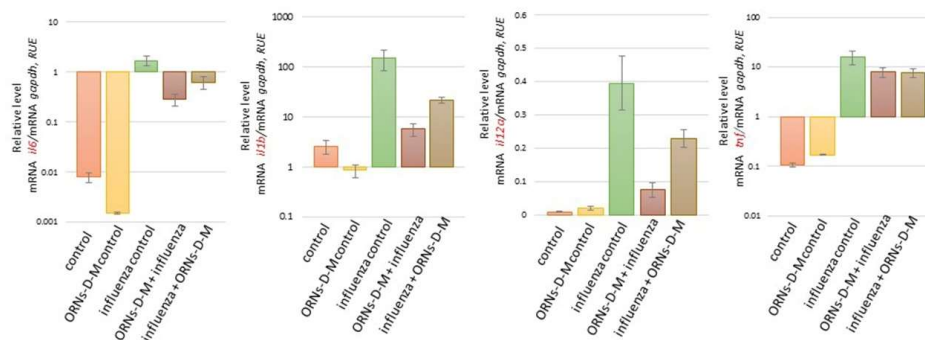 Relative level
mRNA il6/mRNA gapdh, RUE
10
1
0.1
0.01
0.001
control
ORNs-D-M control
influenza control
ORNs-D-M + influenza
influenza + ORNs-D-M
Relative level
mRNA il1b/mRNA gapdh, RUE
1000
100
10
1
0.1
control
ORNs-D-M control
influenza control
ORNs-D-M + influenza
influenza + ORNs-D-M
Relative level
mRNA il12a/mRNA gapdh, RUE
0.6
0.5
0.4
0.3
0.2
0.1
0
control
ORNs-D-M control
influenza control
ORNs-D-M + influenza
influenza + ORNs-D-M
Relative level
mRNA tnf/mRNA gapdh, RUE
100
10
1
0.1
0.01
control
ORNs-D-M control
influenza control
ORNs-D-M + influenza
influenza + ORNs-D-M